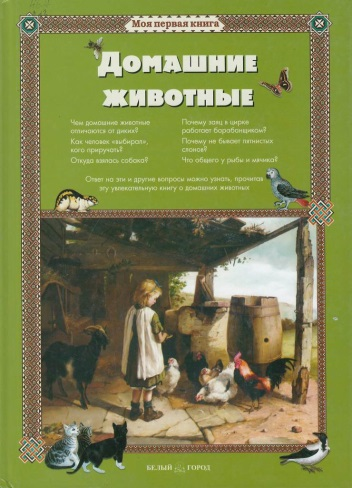 Моя первая книга
Домашние
животные
Чем домашние животные
отличаются от диких?
Как человек «выбирал»,
кого приручать?
Откуда взялась собака?
Почему заяц в цирке
работает барабанщиком?
Почему не бывает пятнистых
слонов?
Что общего у рыбы и мячика?
Ответ на эти и другие вопросы можно узнать, прочитав
эту увлекательную книгу о домашних животных
БЕЛЫЙ ГОРОД